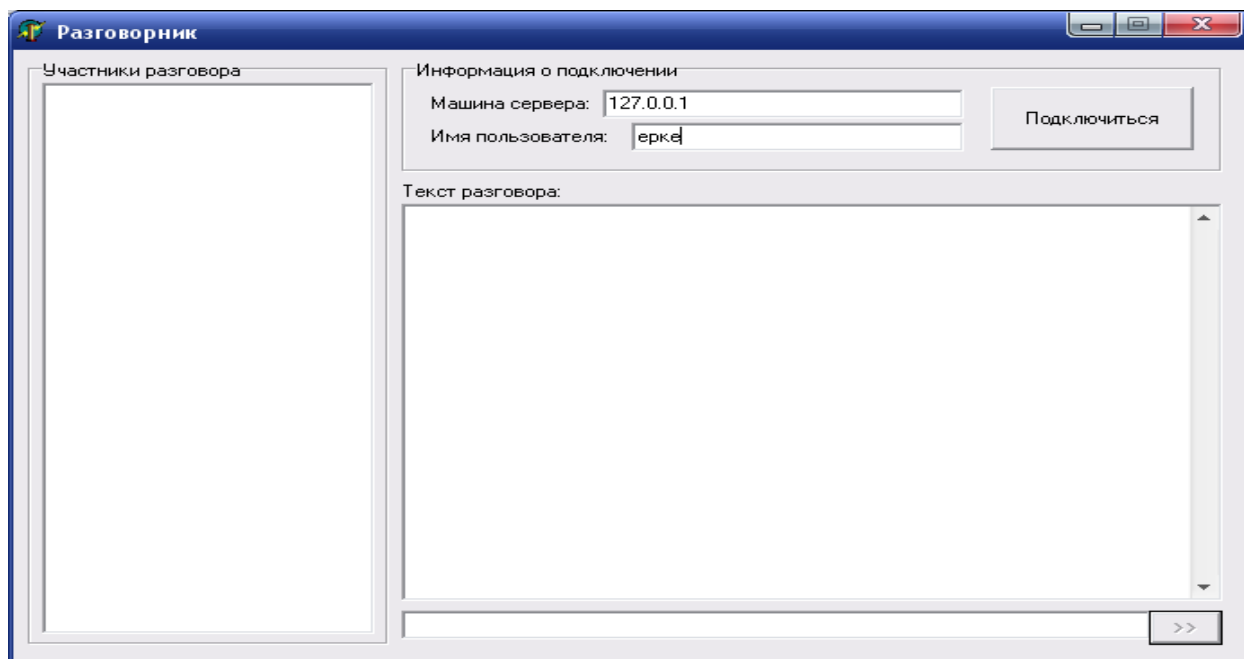 Разговорник
Участники разговора
Информация о подключении
Машина сервера: 127.0.0.1
Имя пользователя: ерке
Подключиться
Текст разговора:
>>